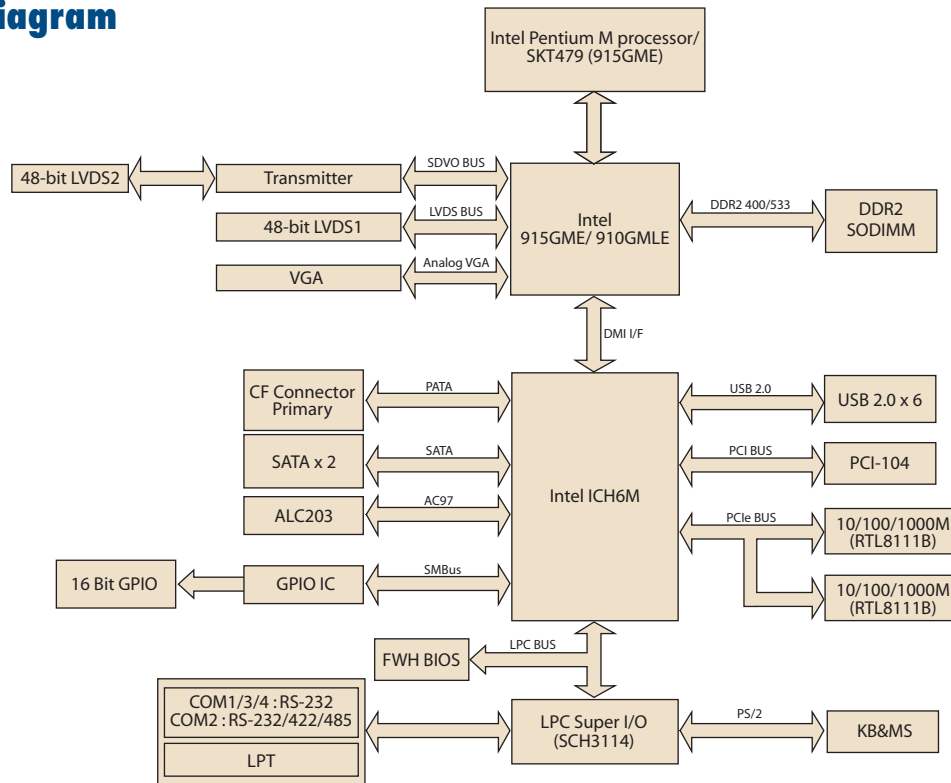 iagram
Intel Pentium M processor/
SKT479 (915GME)
48-bit LVDS2
Transmitter
SDVO BUS
48-bit LVDS1
LVDS BUS
VGA
Analog VGA
Intel
915GME/ 910GMLE
DDR2 400/533
DDR2
SODIMM
DMI I/F
CF Connector
Primary
PATA
SATA x 2
SATA
ALC203
AC97
16 Bit GPIO
GPIO IC
SMBus
Intel ICH6M
USB 2.0
USB 2.0 x 6
PCI BUS
PCI-104
PCIe BUS
10/100/1000M
(RTL8111B)
10/100/1000M
(RTL8111B)
FWH BIOS
LPC BUS
COM1/3/4 : RS-232
COM2 : RS-232/422/485
LPT
LPC Super I/O
(SCH3114)
PS/2
KB&MS